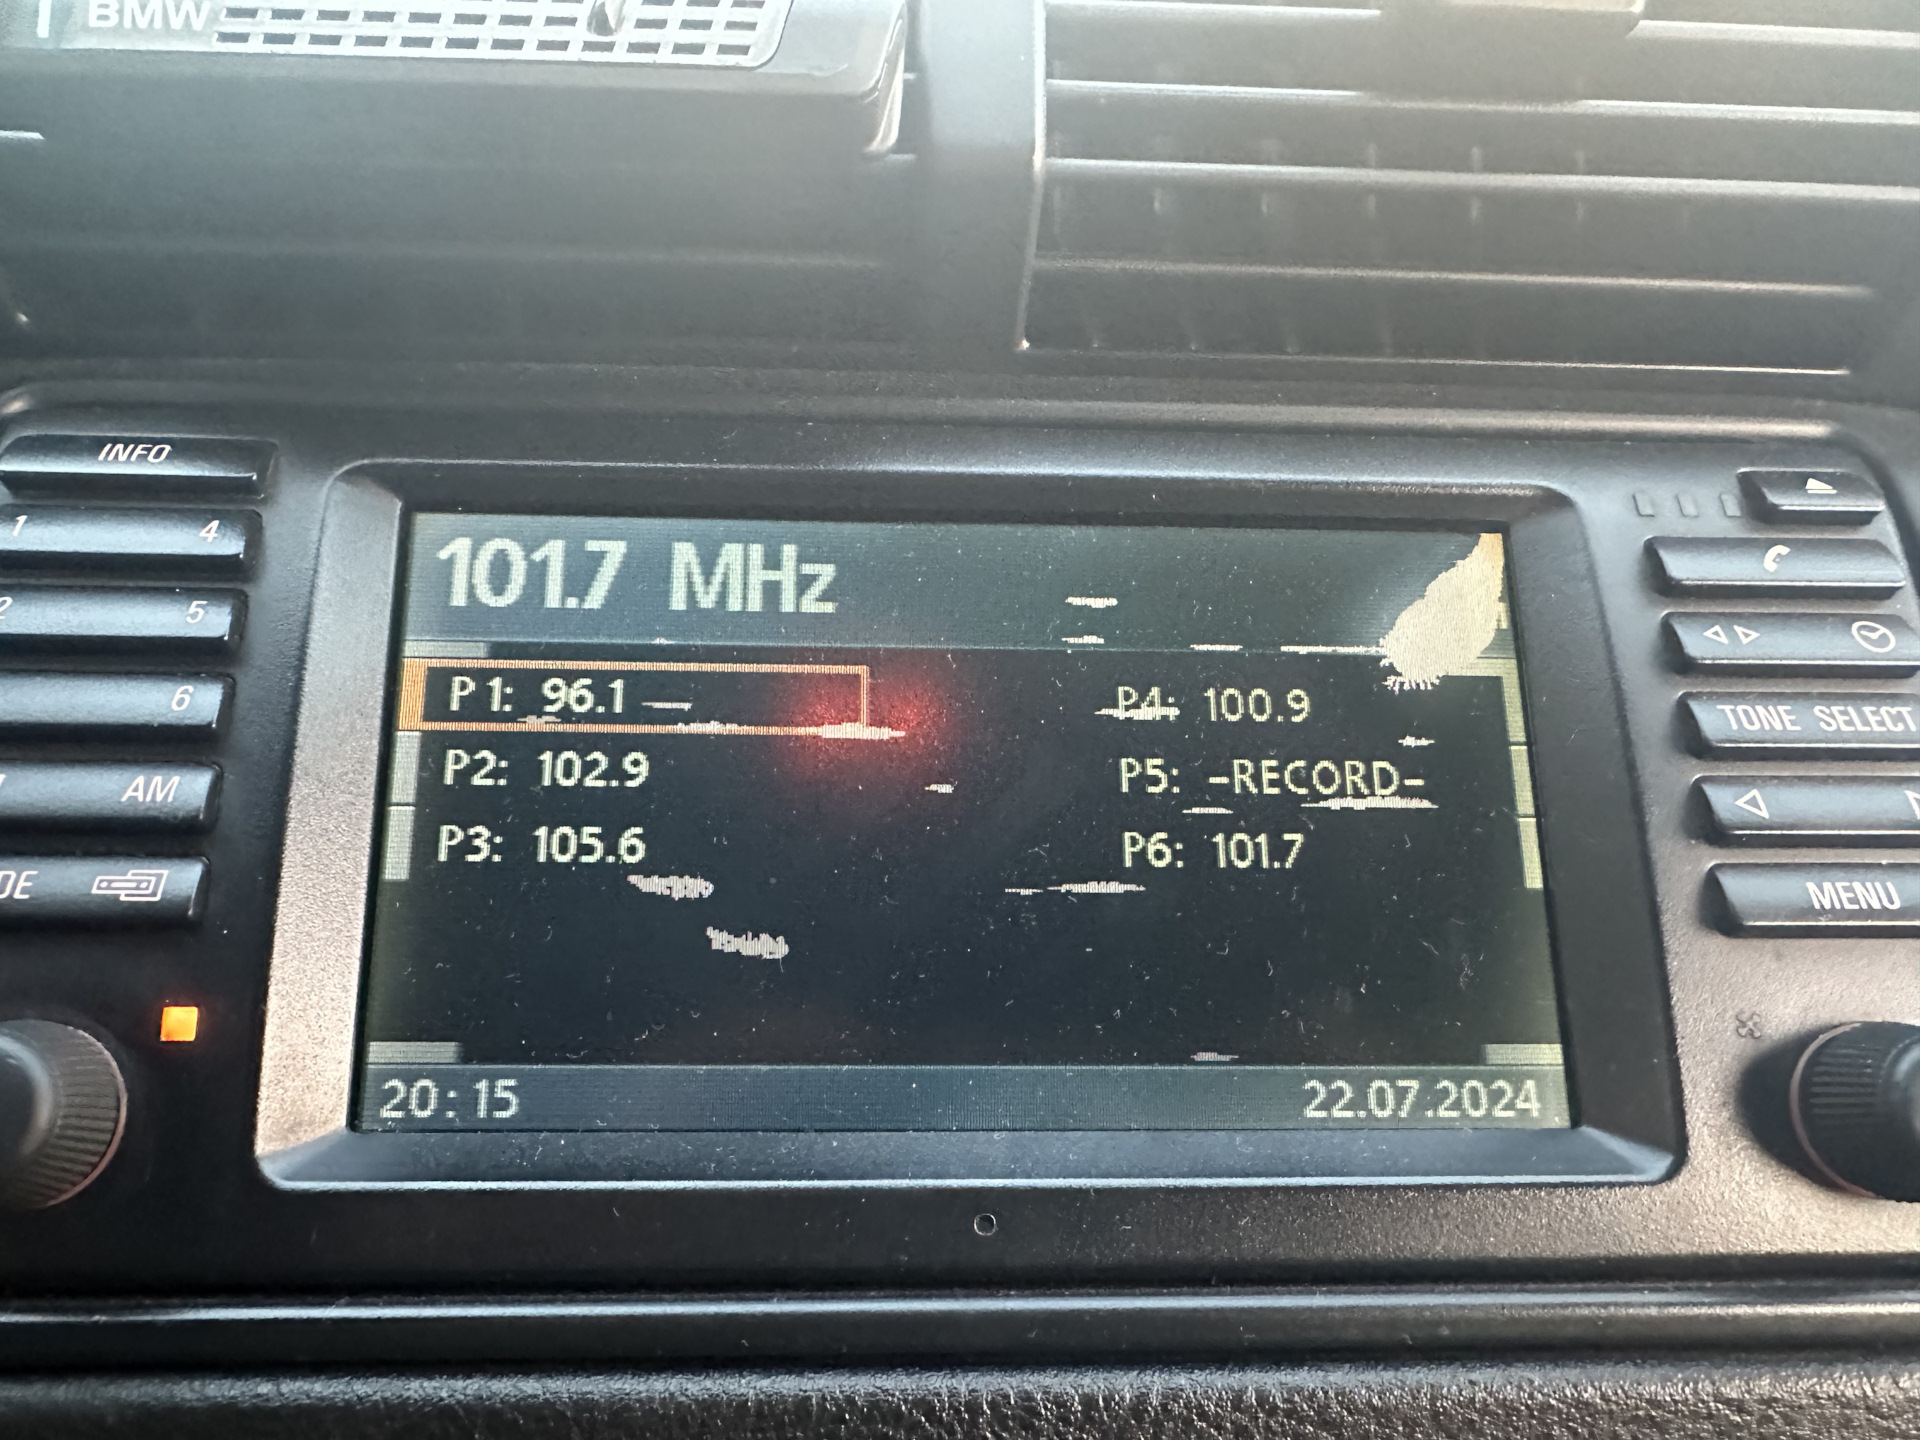 BMW
INFO
1 4
2 5
6
AM
101.7 MHz
P1: 96.1
P2: 102.9
P3: 105.6
P4: 100.9
P5: -RECORD-
P6: 101.7
20:15
22.07.2024
TONE SELECT
MENU